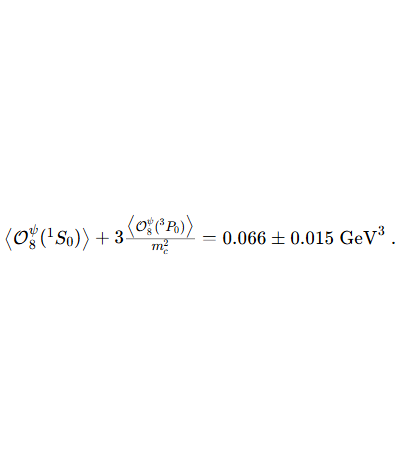 ⟨𝒪₈^ψ(¹S₀)⟩ + 3 ⟨𝒪₈^ψ(³P₀)⟩ / m_c² = 0.066 ± 0.015 GeV³ .